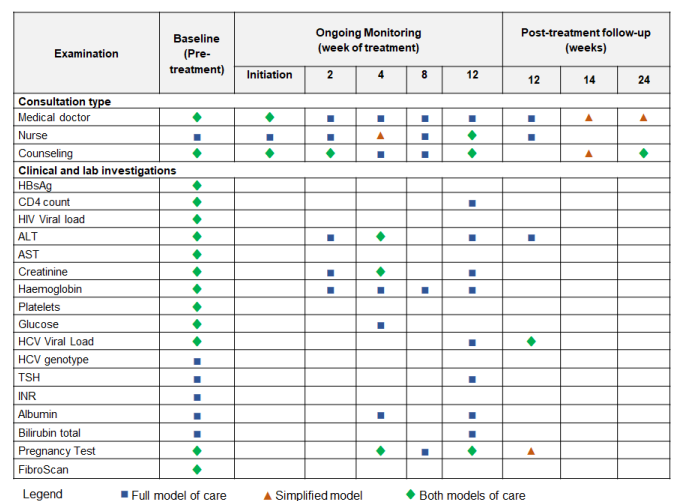 Examination
Baseline
(Pre-
treatment)
Ongoing Monitoring
(week of treatment)
Post-treatment follow-up
(weeks)
Initiation 2 4 8 12 12 14 24
Consultation type
Medical doctor
Nurse
Counseling
Clinical and lab investigations
HBsAg
CD4 count
HIV Viral load
ALT
AST
Creatinine
Haemoglobin
Platelets
Glucose
HCV Viral Load
HCV genotype
TSH
INR
Albumin
Bilirubin total
Pregnancy Test
FibroScan
Legend Full model of care Simplified model Both models of care